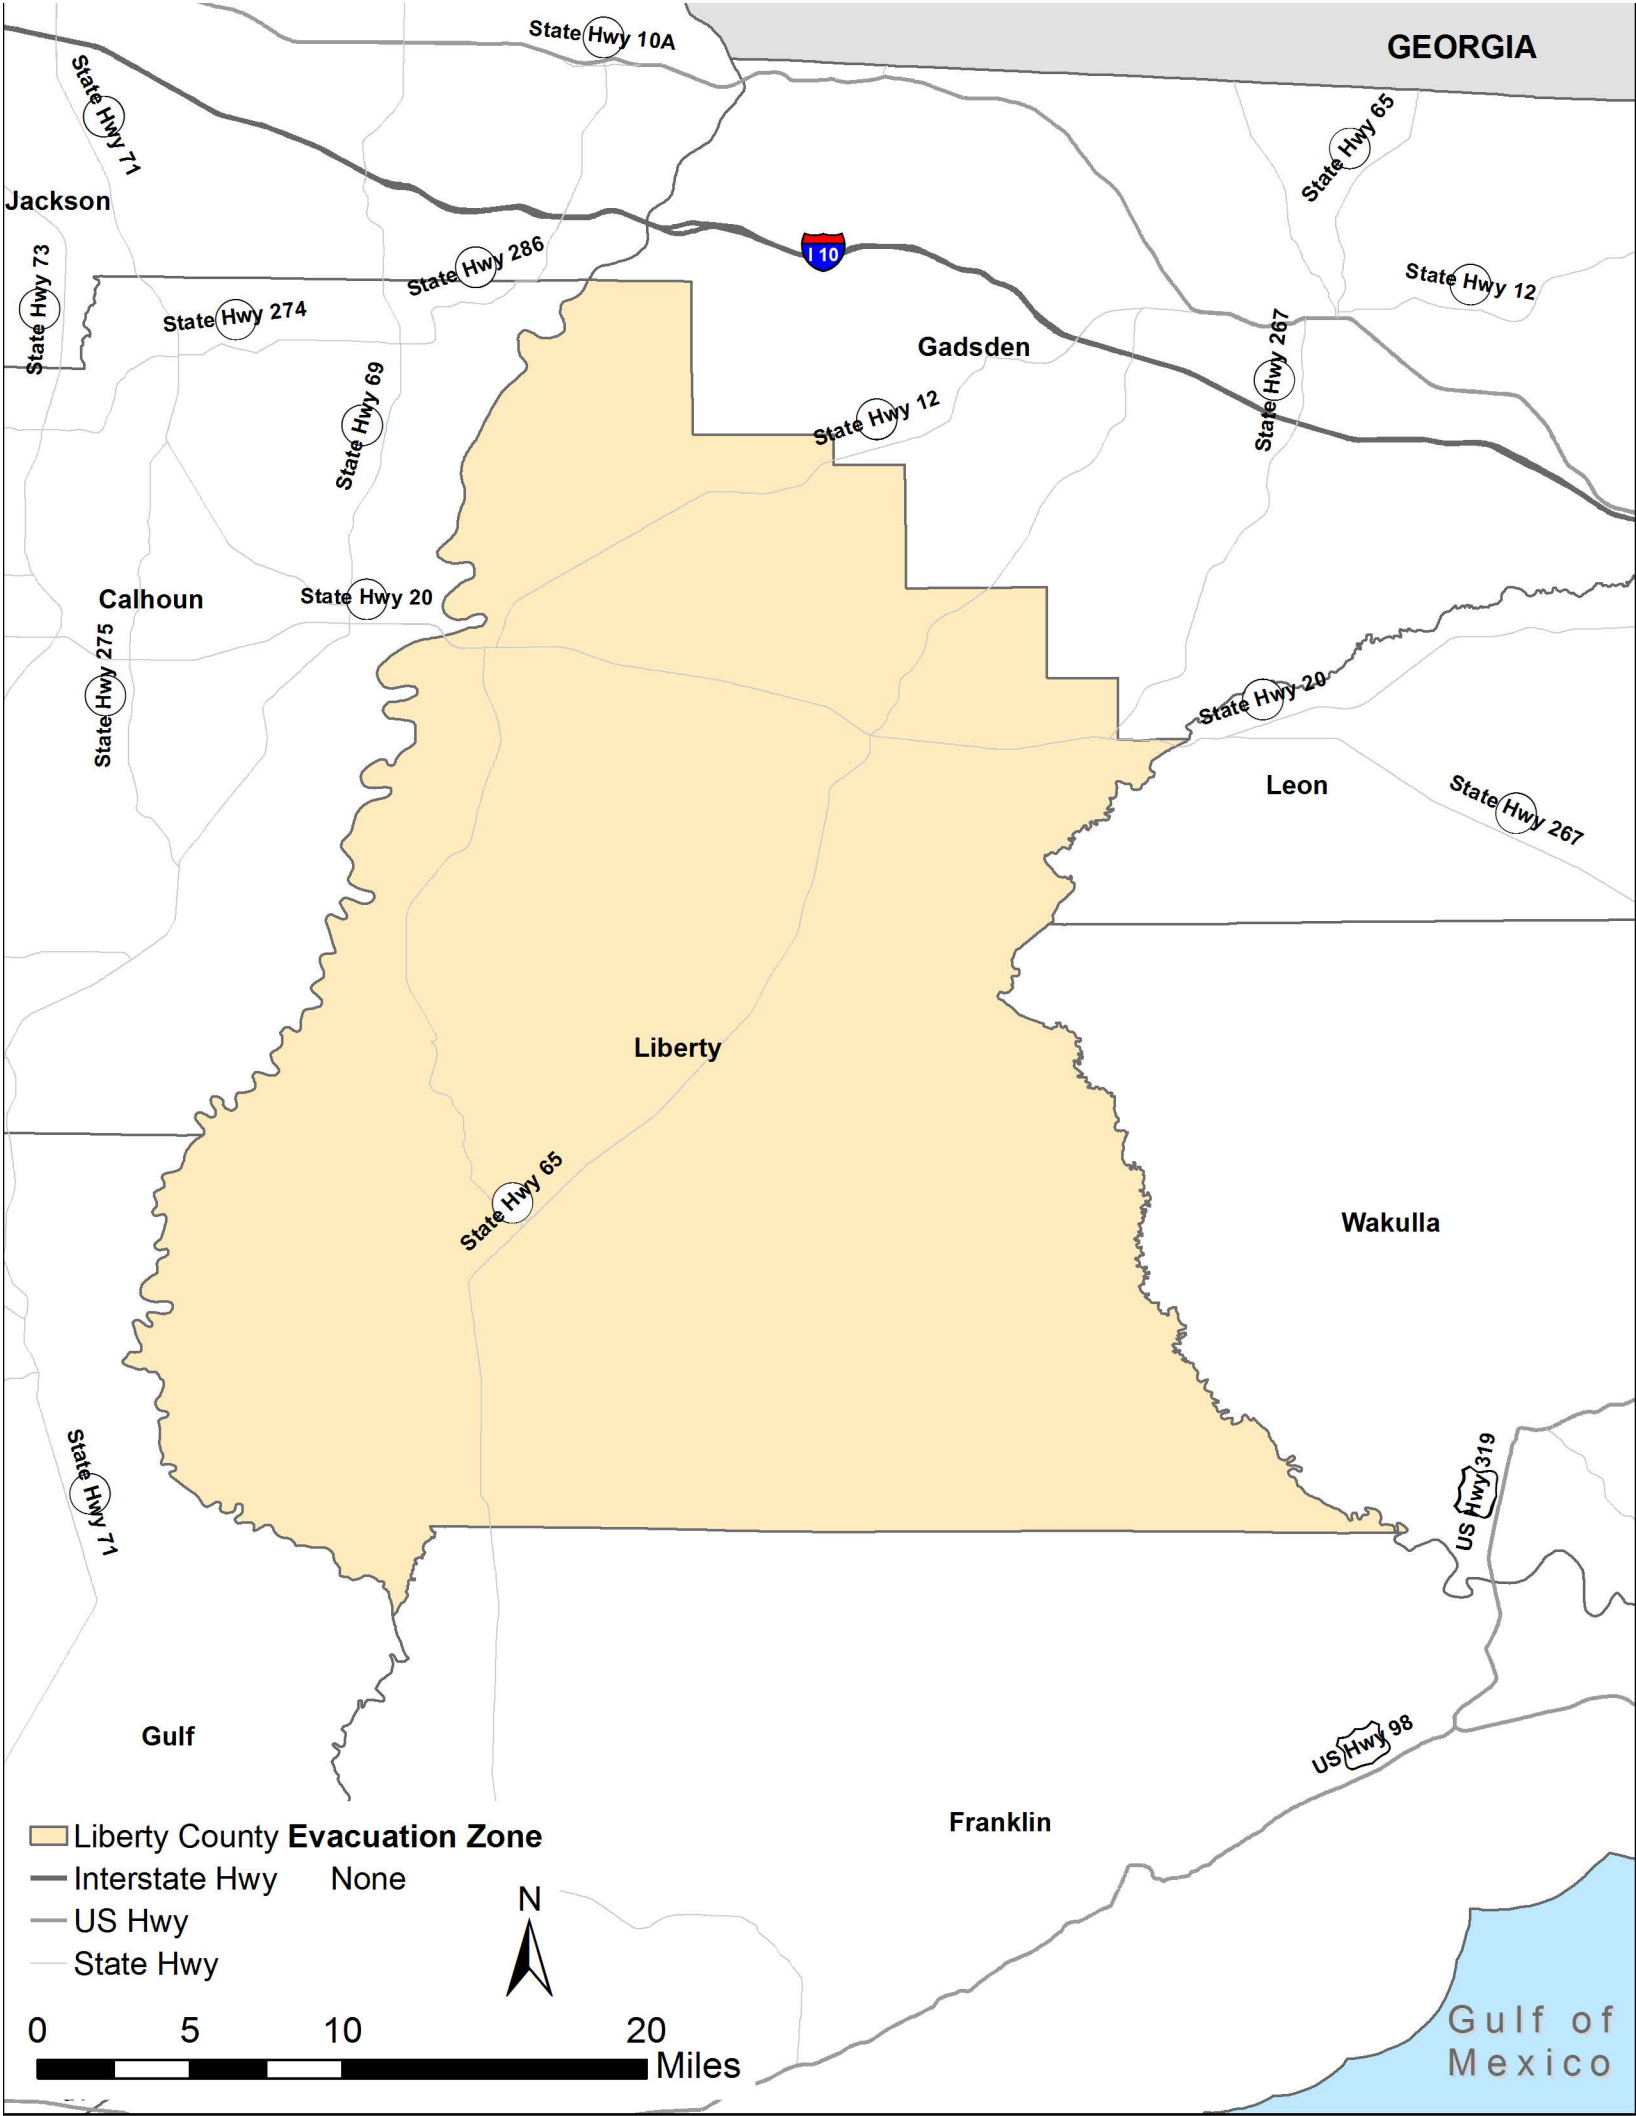 State Hwy 10A
GEORGIA
State Hwy 71
State Hwy 65
Jackson
State Hwy 73
State Hwy 286
I 10
State Hwy 12
State Hwy 274
State Hwy 267
Gadsden
State Hwy 69
State Hwy 12
Calhoun
State Hwy 20
State Hwy 275
State Hwy 20
Leon
State Hwy 267
Liberty
State Hwy 65
Wakulla
State Hwy 71
US Hwy 319
Gulf
US Hwy 98
Franklin
Liberty County Evacuation Zone
Interstate Hwy None
US Hwy
State Hwy
N
0 5 10 20
Miles
Gulf of
Mexico